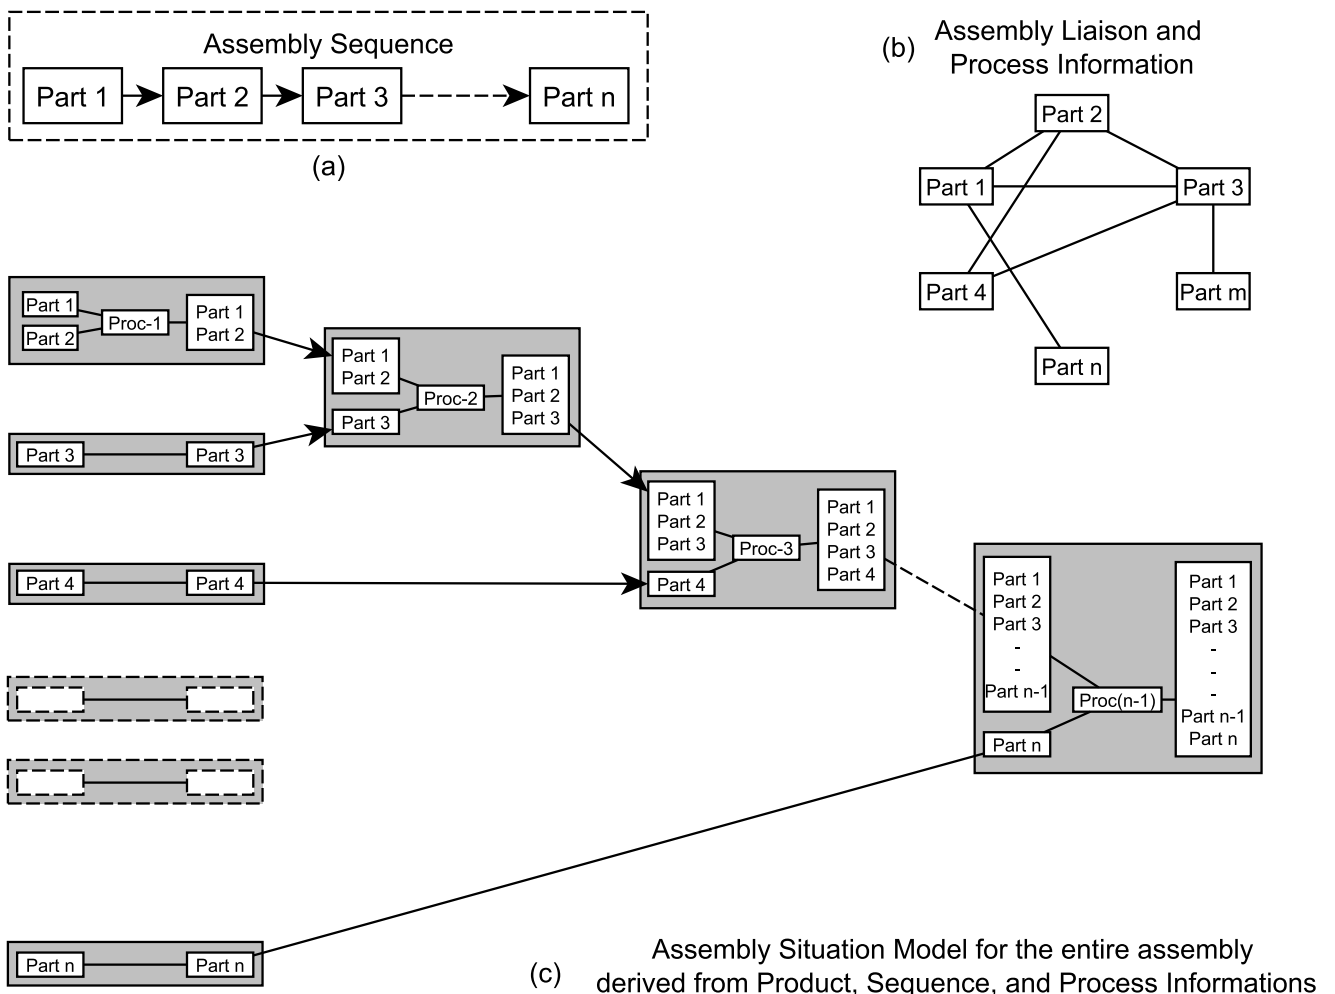 Assembly Sequence
Part 1
Part 2
Part 3
Part n
(a)
(b)
Assembly Liaison and
Process Information
Part 2
Part 1
Part 3
Part 4
Part m
Part n
Part 1
Part 2
Proc-1
Part 1
Part 2
Part 3
Part 3
Part 1
Part 2
Part 3
Proc-2
Part 1
Part 2
Part 3
Part 4
Part 4
Part 1
Part 2
Part 3
Part 4
Proc-3
Part 1
Part 2
Part 3
Part 4
Part 1
Part 2
Part 3
-
-
Part n-1
Part n
Proc(n-1)
Part 1
Part 2
Part 3
-
-
-
Part n-1
Part n
Part n
Part n
(c)
Assembly Situation Model for the entire assembly
derived from Product, Sequence, and Process Informations